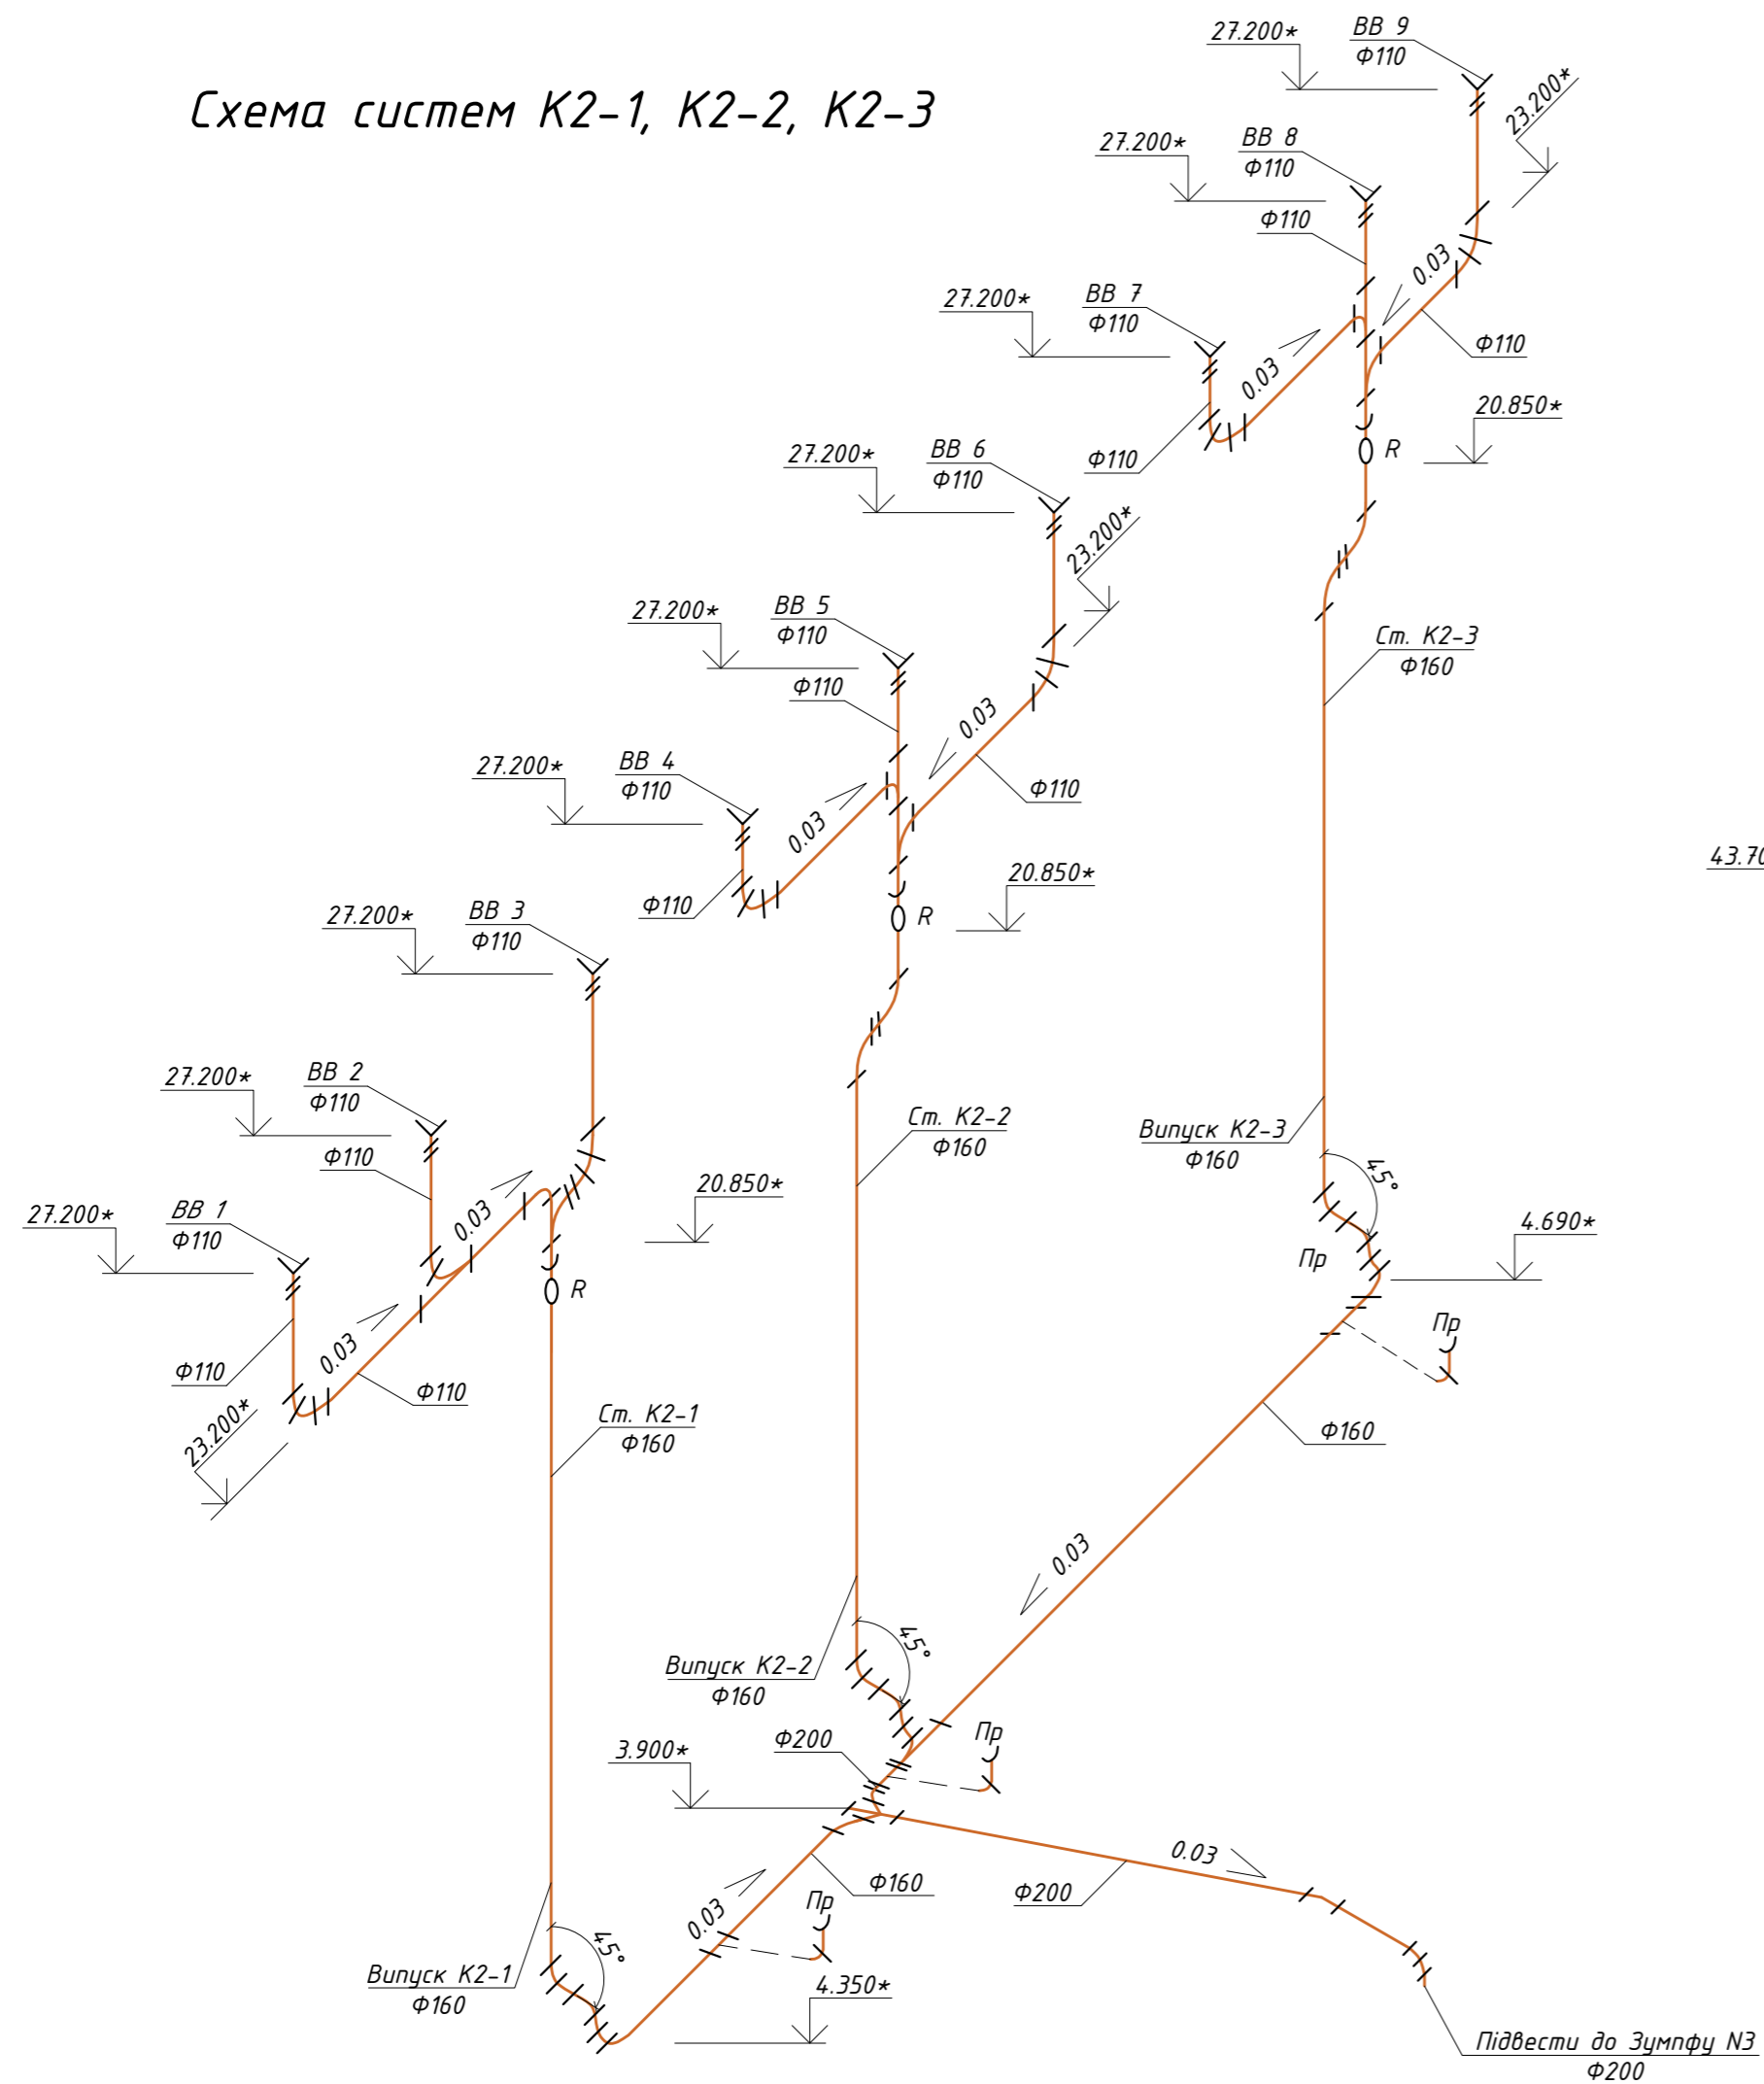 Схема систем К2-1, К2-2, К2-3
27.200*
ВВ 9
Ф110
23.200*
27.200*
ВВ 8
Ф110
Ф110
0.03
27.200*
ВВ 7
Ф110
0.03
Ф110
Ф110
20.850*
R
27.200*
ВВ 6
Ф110
23.200*
27.200*
ВВ 5
Ф110
Ф110
0.03
Ст. К2-3
Ф160
27.200*
ВВ 4
Ф110
0.03
Ф110
Ф110
20.850*
R
43.70
27.200*
ВВ 3
Ф110
27.200*
ВВ 2
Ф110
Ф110
Ст. К2-2
Ф160
Випуск К2-3
Ф160
45°
27.200*
ВВ 1
Ф110
0.03
20.850*
R
4.690*
Пр
Пр
0.03
Ф110
Ф110
23.200*
Ст. К2-1
Ф160
Ф160
0.03
45°
Випуск К2-2
Ф160
3.900*
Ф200
Пр
0.03
Ф200
Ф160
0.03
Пр
45°
Випуск К2-1
Ф160
4.350*
Підвести до Зумпфу N3
Ф200